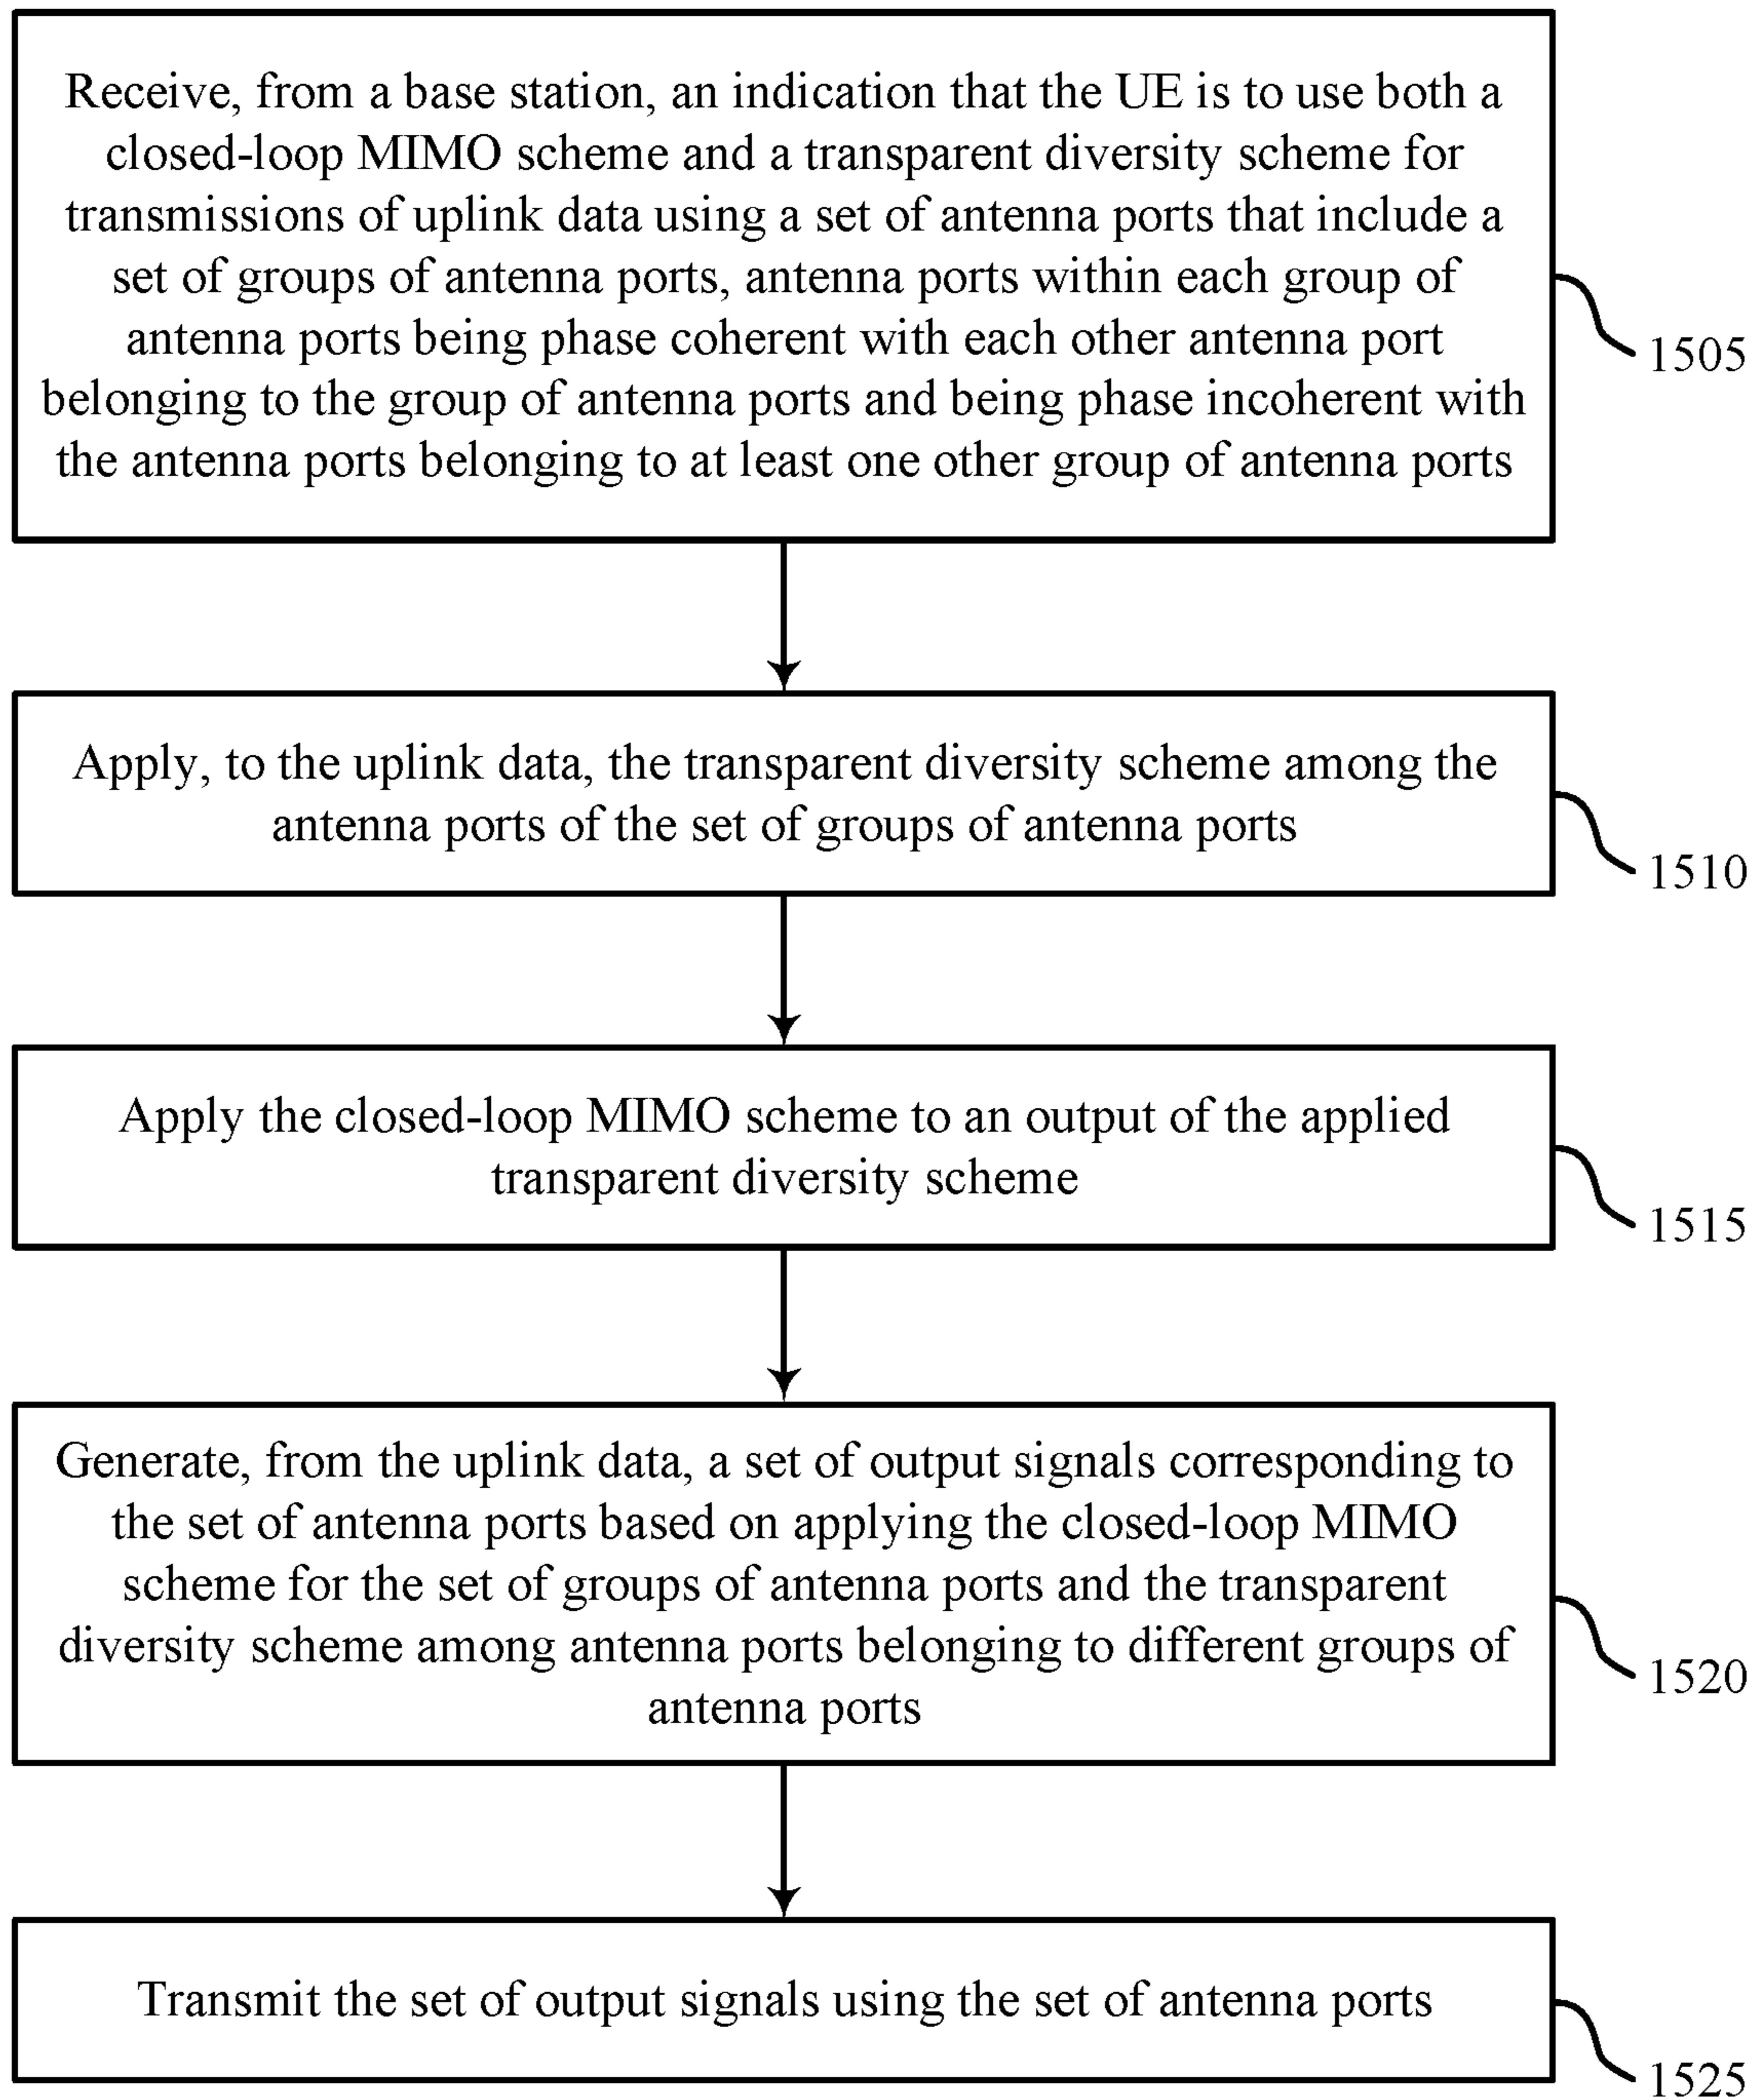 Receive, from a base station, an indication that the UE is to use both a
closed-loop MIMO scheme and a transparent diversity scheme for
transmissions of uplink data using a set of antenna ports that include a
set of groups of antenna ports, antenna ports within each group of
antenna ports being phase coherent with each other antenna port
belonging to the group of antenna ports and being phase incoherent with
the antenna ports belonging to at least one other group of antenna ports
1505
Apply, to the uplink data, the transparent diversity scheme among the
antenna ports of the set of groups of antenna ports
1510
Apply the closed-loop MIMO scheme to an output of the applied
transparent diversity scheme
1515
Generate, from the uplink data, a set of output signals corresponding to
the set of antenna ports based on applying the closed-loop MIMO
scheme for the set of groups of antenna ports and the transparent
diversity scheme among antenna ports belonging to different groups of
antenna ports
1520
Transmit the set of output signals using the set of antenna ports
1525